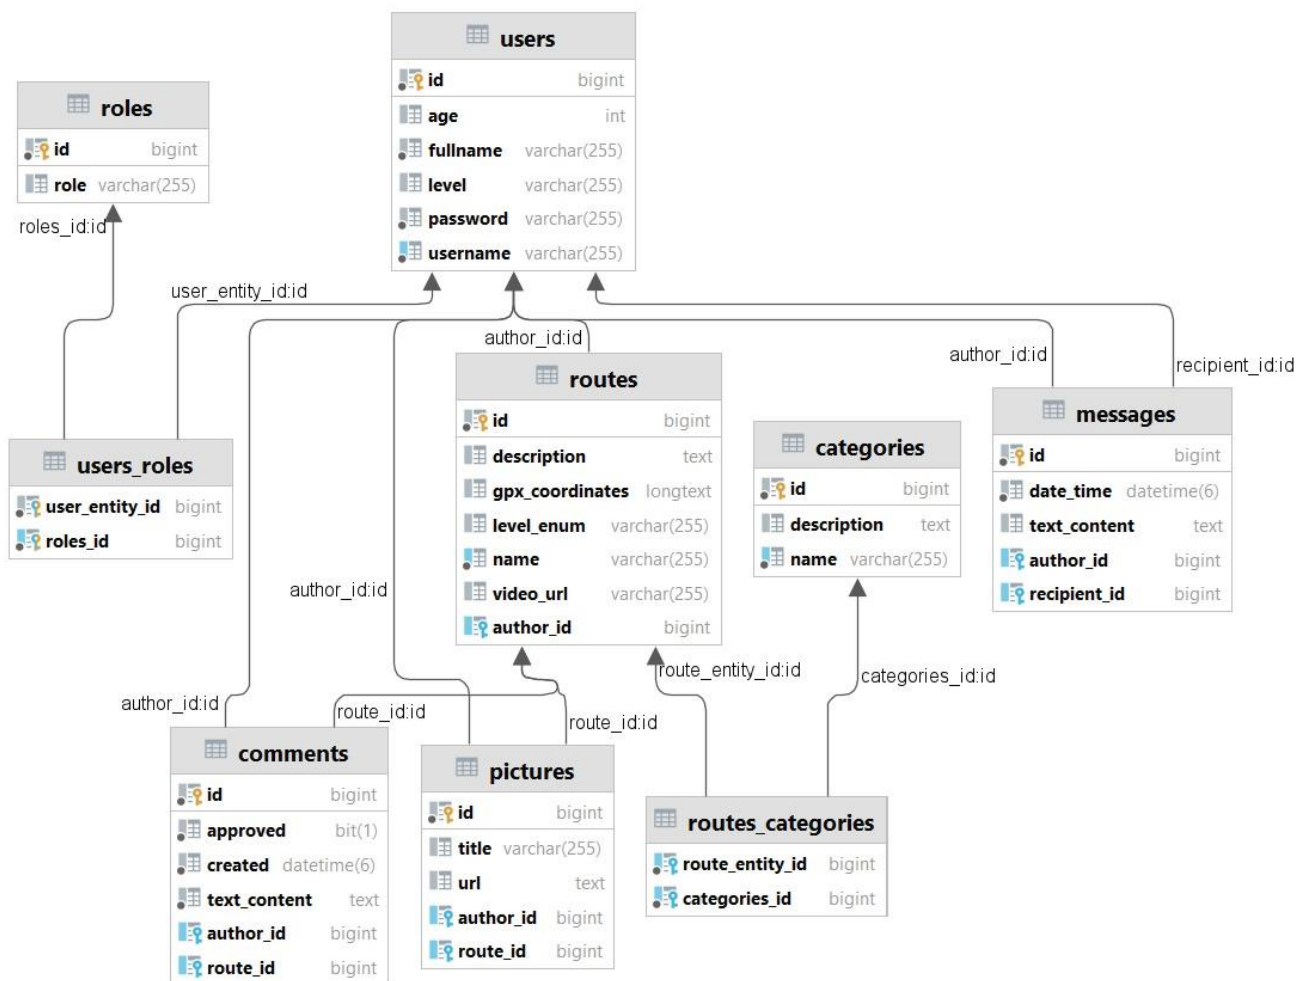 users
id bigint
age int
fullname varchar(255)
level varchar(255)
password varchar(255)
username varchar(255)
roles
id bigint
role varchar(255)
roles_id:id
user_entity_id:id
author_id:id
author_id:id
recipient_id:id
routes
id bigint
description text
gpx_coordinates longtext
level_enum varchar(255)
name varchar(255)
video_url varchar(255)
author_id bigint
categories
id bigint
description text
name varchar(255)
messages
id bigint
date_time datetime(6)
text_content text
author_id bigint
recipient_id bigint
users_roles
user_entity_id bigint
roles_id bigint
author_id:id
route_entity_id:id
categories_id:id
author_id:id
route_id:id
route_id:id
comments
id bigint
approved bit(1)
created datetime(6)
text_content text
author_id bigint
route_id bigint
pictures
id bigint
title varchar(255)
url text
author_id bigint
route_id bigint
routes_categories
route_entity_id bigint
categories_id bigint